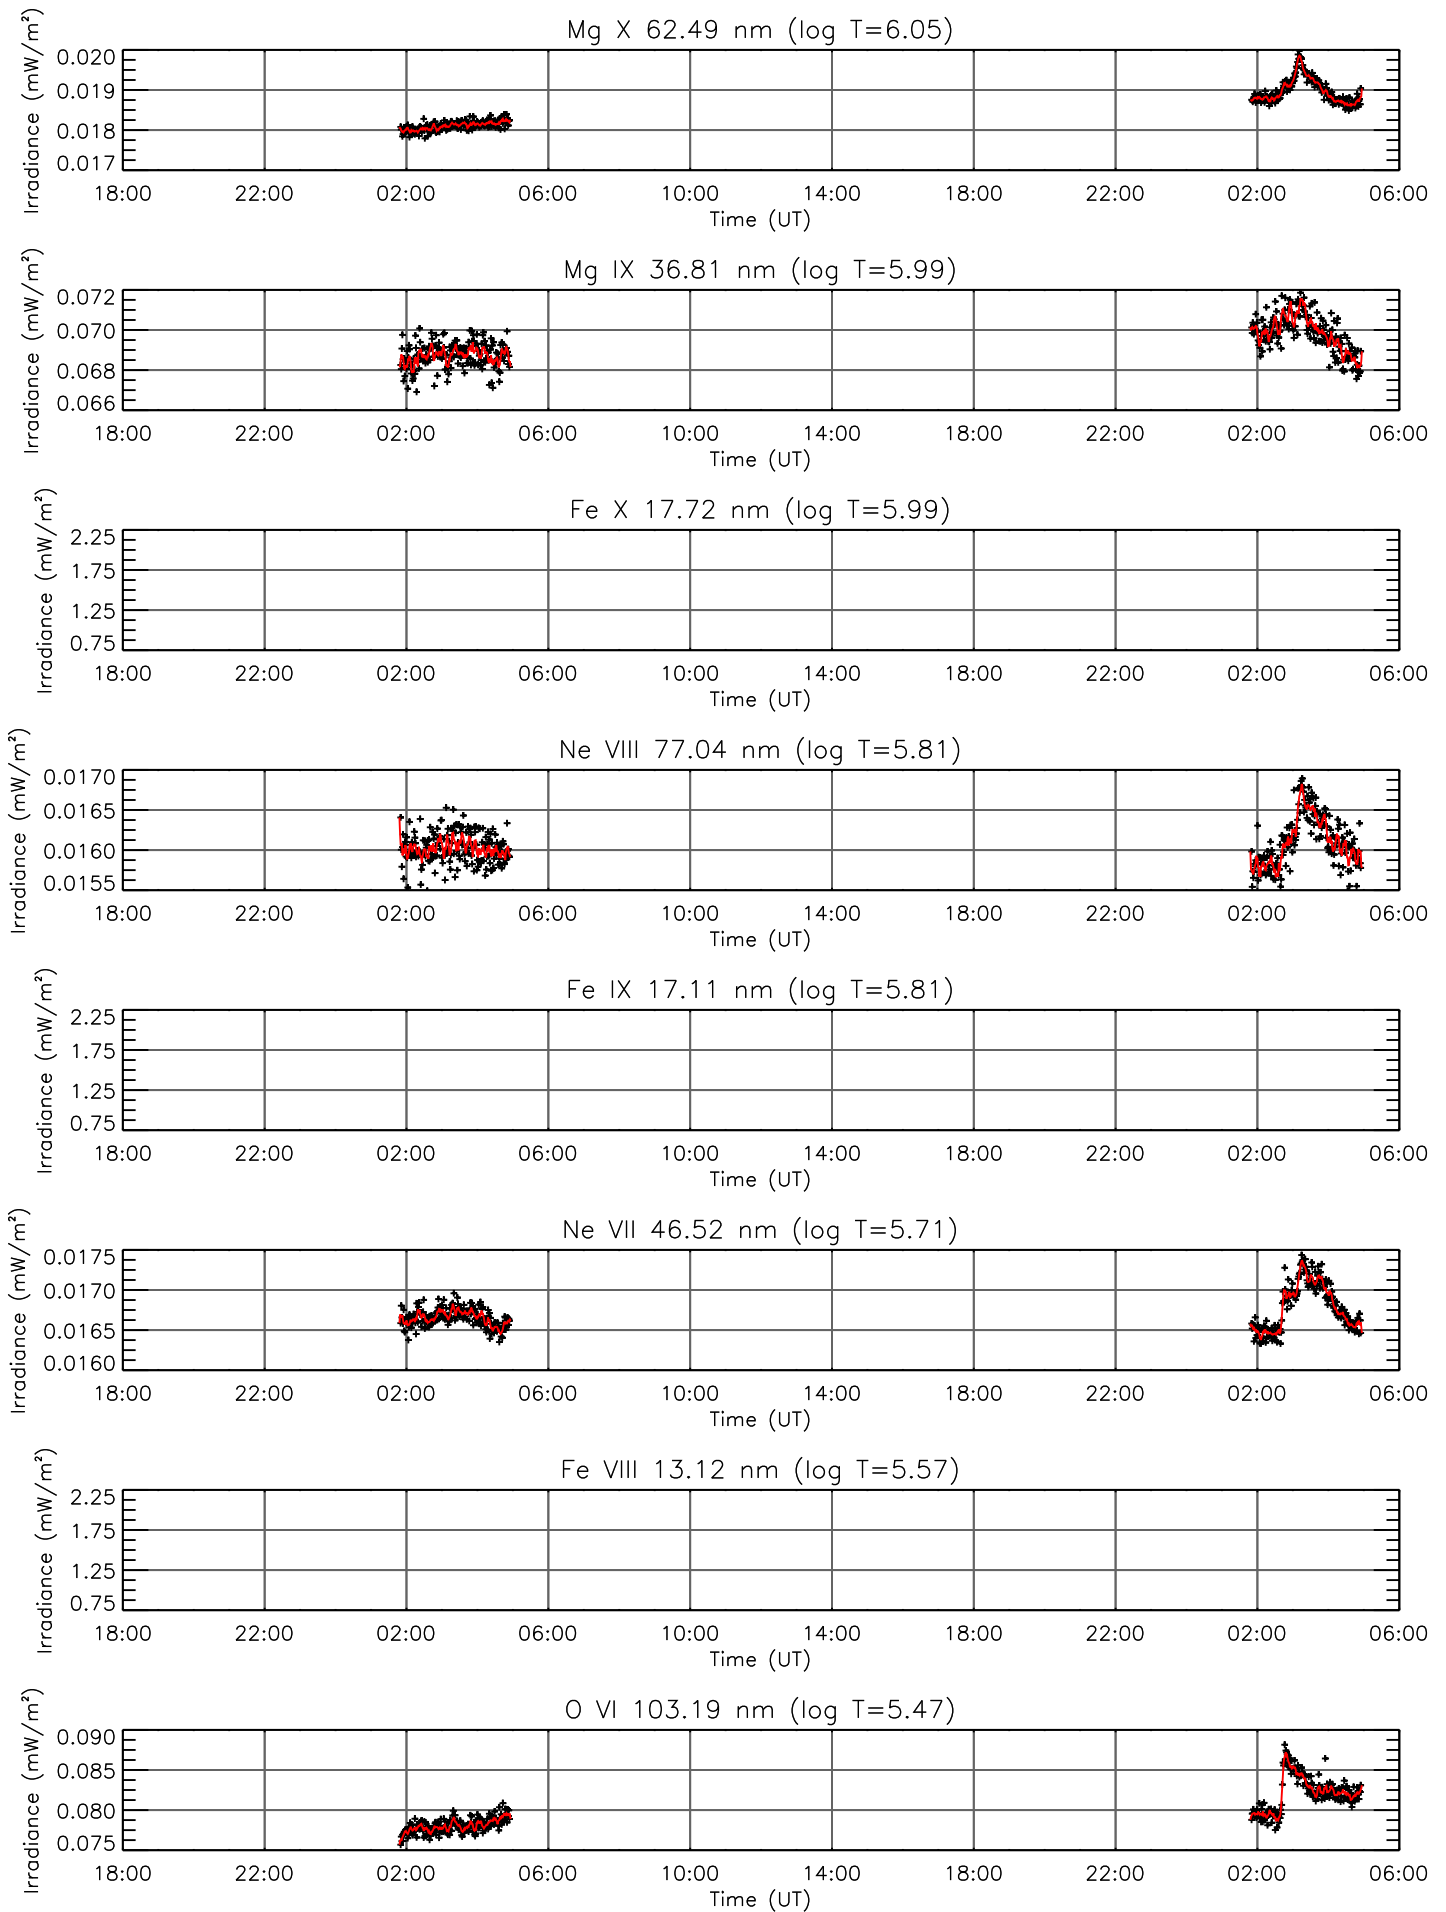 Mg X 62.49 nm (log T=6.05)
Irradiance (mW/m²)
0.020
0.019
0.018
0.017
18:00 22:00 02:00 06:00 10:00 14:00 18:00 22:00 02:00 06:00
Time (UT)
Mg IX 36.81 nm (log T=5.99)
Irradiance (mW/m²)
0.072
0.070
0.068
0.066
18:00 22:00 02:00 06:00 10:00 14:00 18:00 22:00 02:00 06:00
Time (UT)
Fe X 17.72 nm (log T=5.99)
Irradiance (mW/m²)
2.25
1.75
1.25
0.75
18:00 22:00 02:00 06:00 10:00 14:00 18:00 22:00 02:00 06:00
Time (UT)
Ne VIII 77.04 nm (log T=5.81)
Irradiance (mW/m²)
0.0170
0.0165
0.0160
0.0155
18:00 22:00 02:00 06:00 10:00 14:00 18:00 22:00 02:00 06:00
Time (UT)
Fe IX 17.11 nm (log T=5.81)
Irradiance (mW/m²)
2.25
1.75
1.25
0.75
18:00 22:00 02:00 06:00 10:00 14:00 18:00 22:00 02:00 06:00
Time (UT)
Ne VII 46.52 nm (log T=5.71)
Irradiance (mW/m²)
0.0175
0.0170
0.0165
0.0160
18:00 22:00 02:00 06:00 10:00 14:00 18:00 22:00 02:00 06:00
Time (UT)
Fe VIII 13.12 nm (log T=5.57)
Irradiance (mW/m²)
2.25
1.75
1.25
0.75
18:00 22:00 02:00 06:00 10:00 14:00 18:00 22:00 02:00 06:00
Time (UT)
O VI 103.19 nm (log T=5.47)
Irradiance (mW/m²)
0.090
0.085
0.080
0.075
18:00 22:00 02:00 06:00 10:00 14:00 18:00 22:00 02:00 06:00
Time (UT)